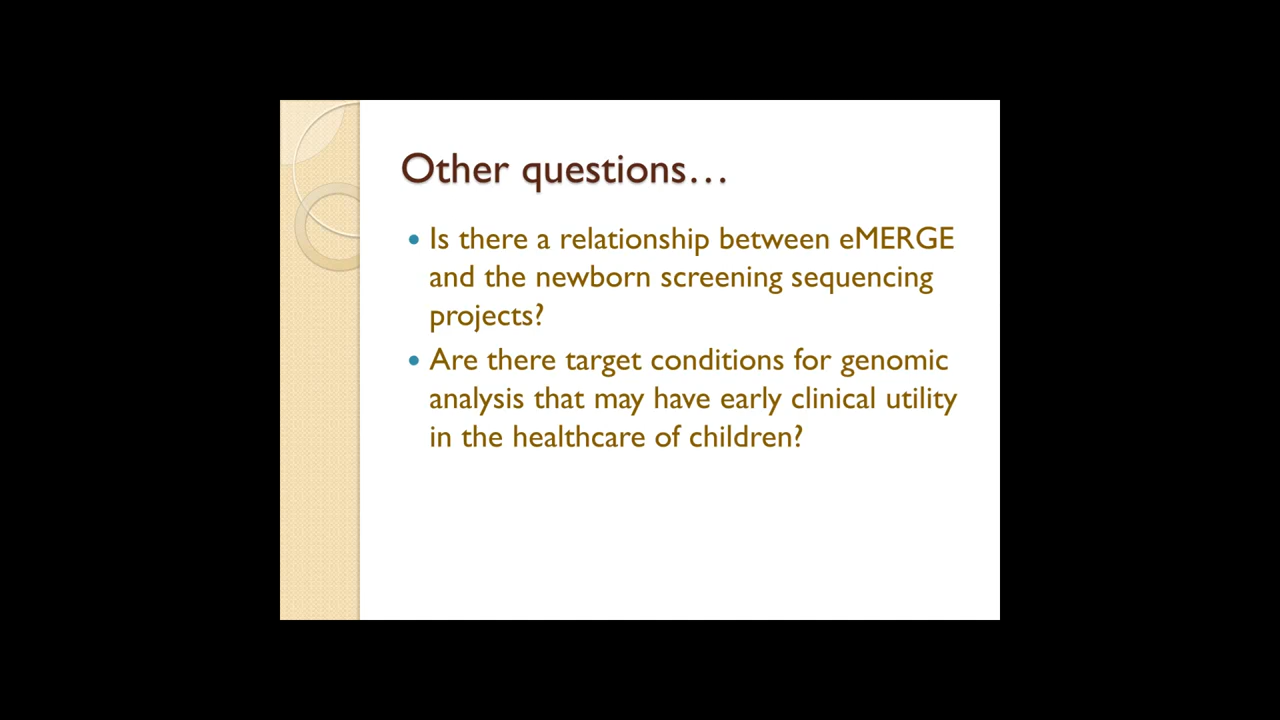 Other questions…
• Is there a relationship between eMERGE
and the newborn screening sequencing
projects?
• Are there target conditions for genomic
analysis that may have early clinical utility
in the healthcare of children?